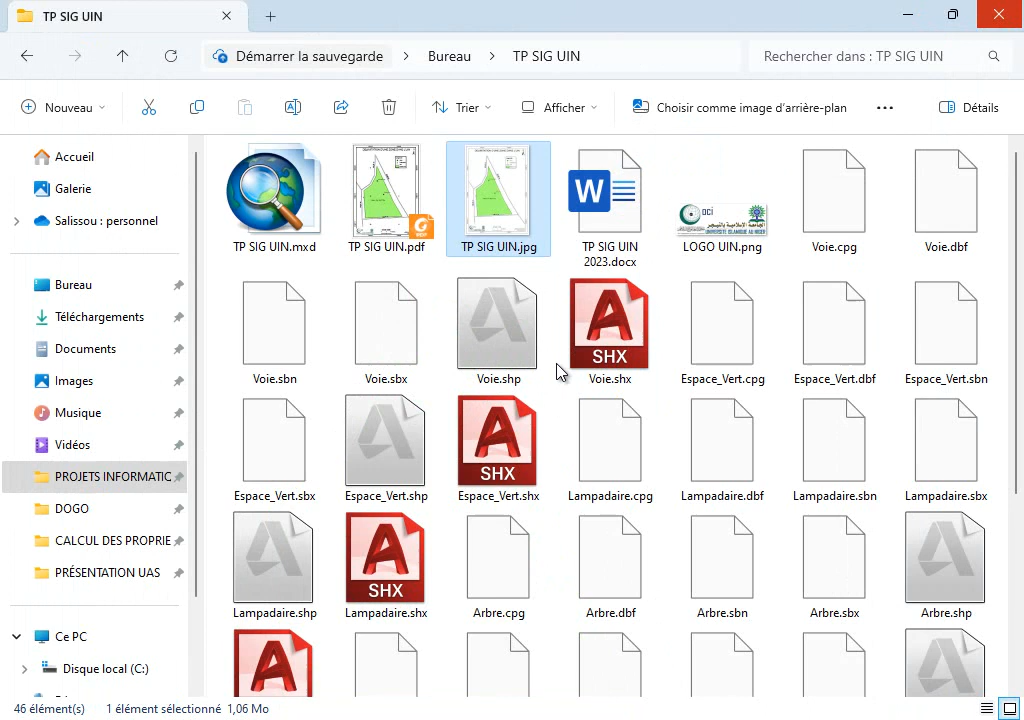 TP SIG UIN
Démarrer la sauvegarde
Bureau
TP SIG UIN
Rechercher dans : TP SIG UIN
Nouveau
Trier
Afficher
Choisir comme image d'arrière-plan
Détails
Accueil
Galerie
Salissou : personnel
Bureau
Téléchargements
Documents
Images
Musique
Vidéos
PROJETS INFORMATIC
DOGO
CALCUL DES PROPRIE
PRÉSENTATION UAS
Ce PC
Disque local (C:)
TP SIG UIN.mxd
TP SIG UIN.pdf
TP SIG UIN.jpg
TP SIG UIN
2023.docx
LOGO UIN.png
Voie.cpg
Voie.dbf
Voie.sbn
Voie.sbx
Voie.shp
SHX
Voie.shx
Espace_Vert.cpg
Espace_Vert.dbf
Espace_Vert.sbn
Espace_Vert.sbx
Espace_Vert.shp
SHX
Espace_Vert.shx
Lampadaire.cpg
Lampadaire.dbf
Lampadaire.sbn
Lampadaire.sbx
Lampadaire.shp
SHX
Lampadaire.shx
Arbre.cpg
Arbre.dbf
Arbre.sbn
Arbre.sbx
Arbre.shp
46 élément(s)
1 élément sélectionné 1,06 Mo